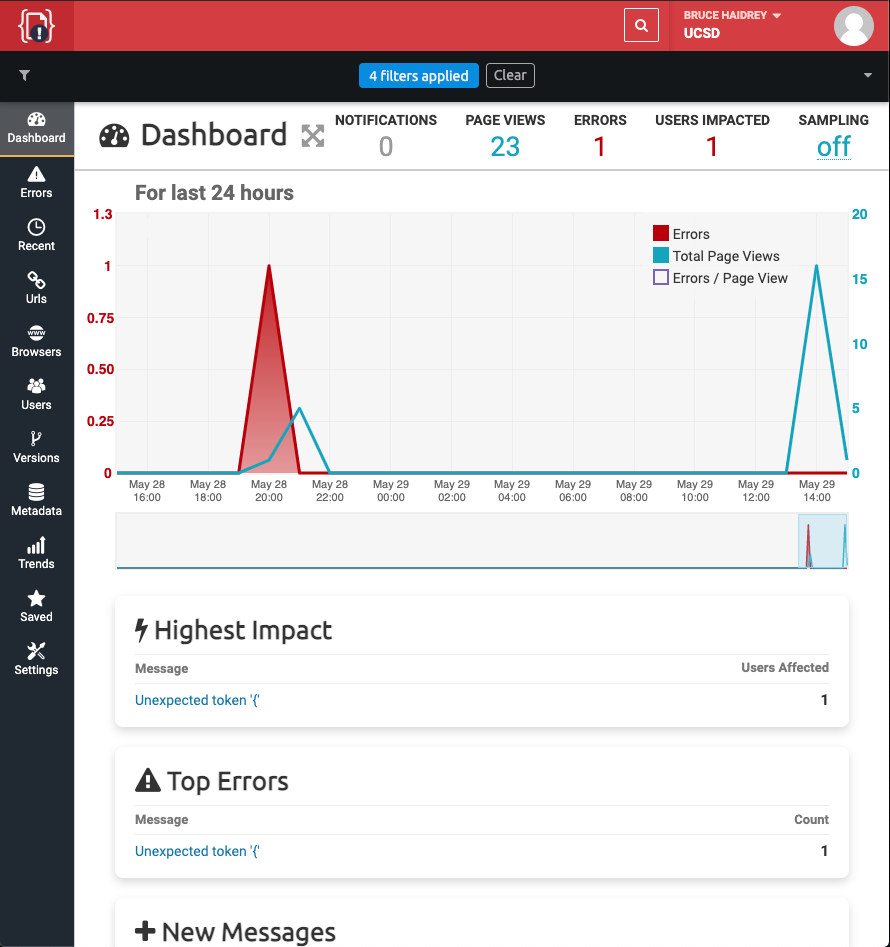 BRUCE HAIDREY
UCSD
4 filters applied
Clear
Dashboard
Errors
Recent
Urls
www
Browsers
Users
Versions
Metadata
Trends
Saved
Settings
Dashboard
NOTIFICATIONS
0
PAGE VIEWS
23
ERRORS
1
USERS IMPACTED
1
SAMPLING
off
For last 24 hours
1.3
1
0.75
0.50
0.25
0
20
15
10
5
0
Errors
Total Page Views
Errors / Page View
May 28
16:00
May 28
18:00
May 28
20:00
May 28
22:00
May 29
00:00
May 29
02:00
May 29
04:00
May 29
06:00
May 29
08:00
May 29
10:00
May 29
12:00
May 29
14:00
Highest Impact
Message Users Affected
Unexpected token '{' 1
Top Errors
Message Count
Unexpected token '{' 1
New Messages